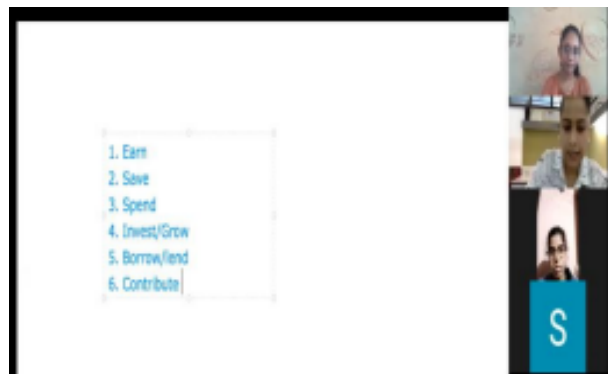 1. Earn
2. Save
3. Spend
4. Invest/Grow
5. Borrow/lend
6. Contribute
S